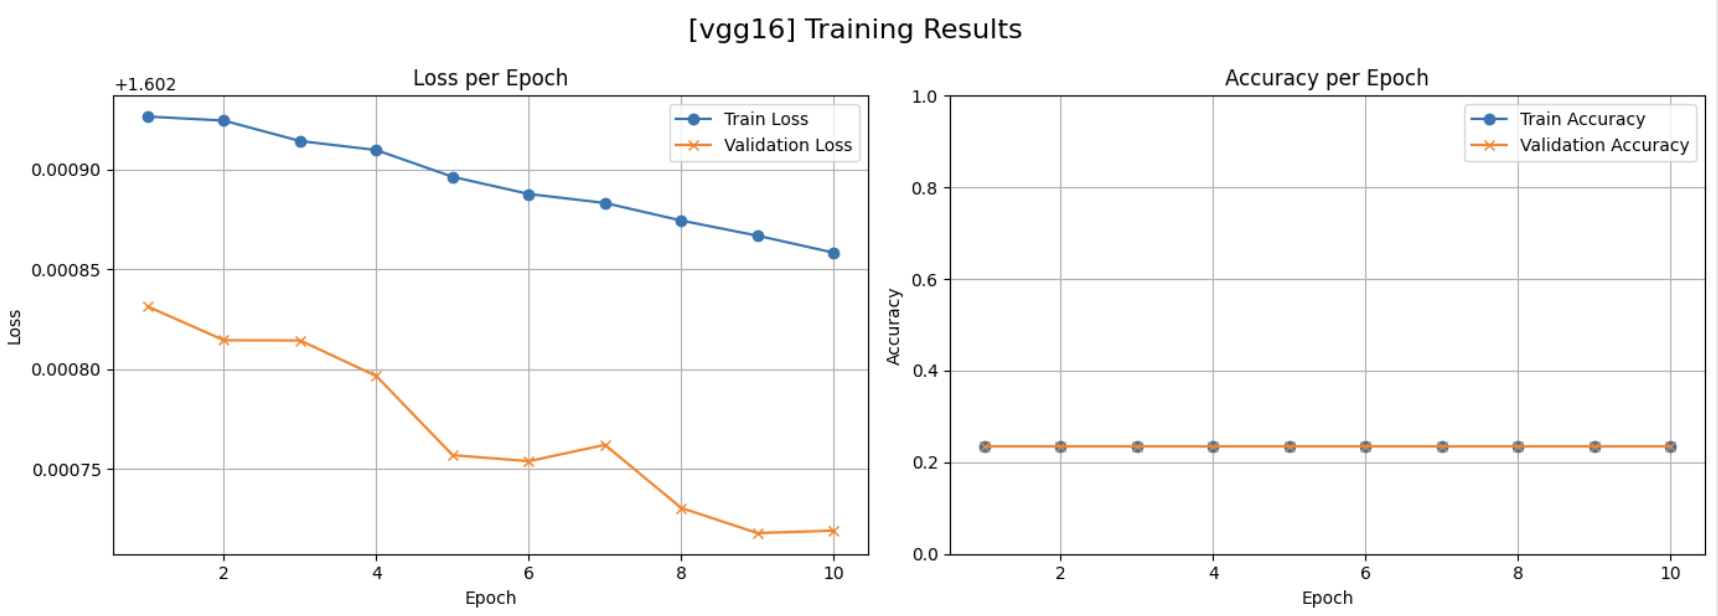 [vgg16] Training Results
Loss per Epoch
+1.602
Train Loss
Validation Loss
0.00090
0.00085
0.00080
0.00075
Loss
2 4 6 8 10
Epoch
Accuracy per Epoch
Train Accuracy
Validation Accuracy
1.0
0.8
0.6
0.4
0.2
0.0
Accuracy
2 4 6 8 10
Epoch